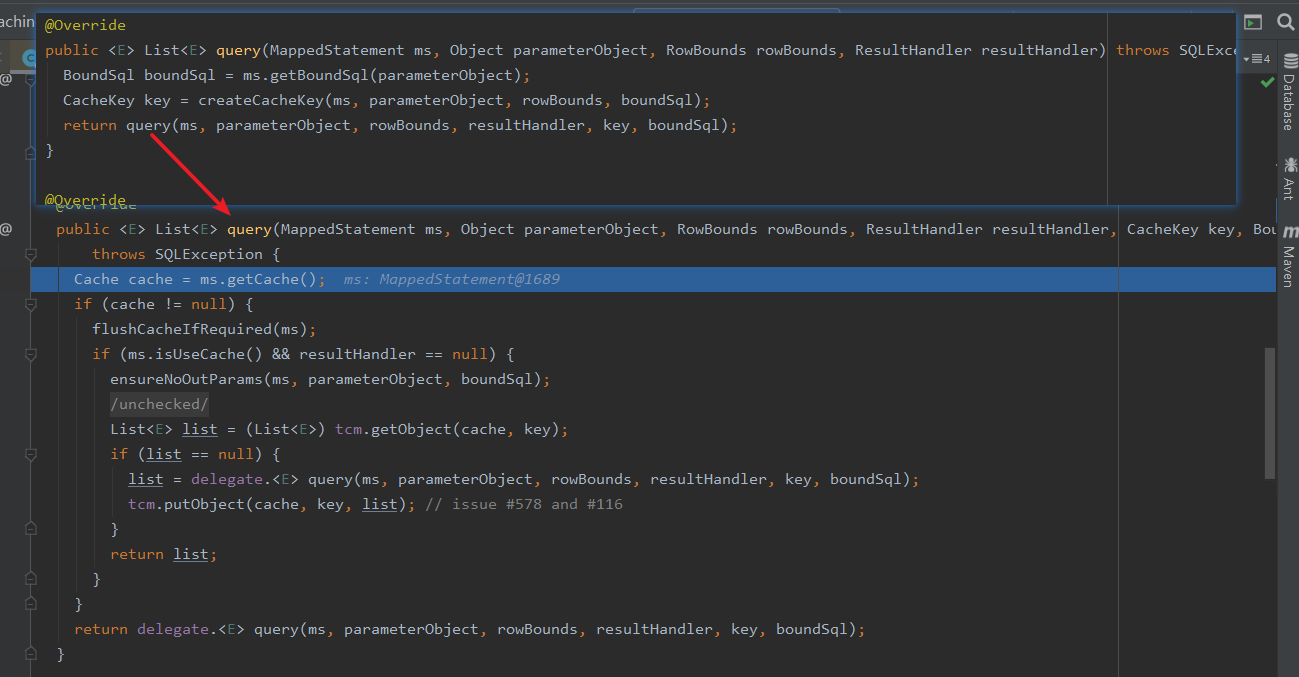 achin
@Override
public <E> List<E> query(MappedStatement ms, Object parameterObject, RowBounds rowBounds, ResultHandler resultHandler) throws SQLExce
BoundSql boundSql = ms.getBoundSql(parameterObject);
CacheKey key = createCacheKey(ms, parameterObject, rowBounds, boundSql);
return query(ms, parameterObject, rowBounds, resultHandler, key, boundSql);
}
@Override
@Override
public <E> List<E> query(MappedStatement ms, Object parameterObject, RowBounds rowBounds, ResultHandler resultHandler, CacheKey key, Bou
throws SQLException {
Cache cache = ms.getCache(); ms: MappedStatement@1689
if (cache != null) {
flushCacheIfRequired(ms);
if (ms.isUseCache() && resultHandler == null) {
ensureNoOutParams(ms, parameterObject, boundSql);
/unchecked/
List<E> list = (List<E>) tcm.getObject(cache, key);
if (list == null) {
list = delegate.<E> query(ms, parameterObject, rowBounds, resultHandler, key, boundSql);
tcm.putObject(cache, key, list); // issue #578 and #116
}
return list;
}
}
return delegate.<E> query(ms, parameterObject, rowBounds, resultHandler, key, boundSql);
}
@
@
C
4
Database
Ant
m
Maven